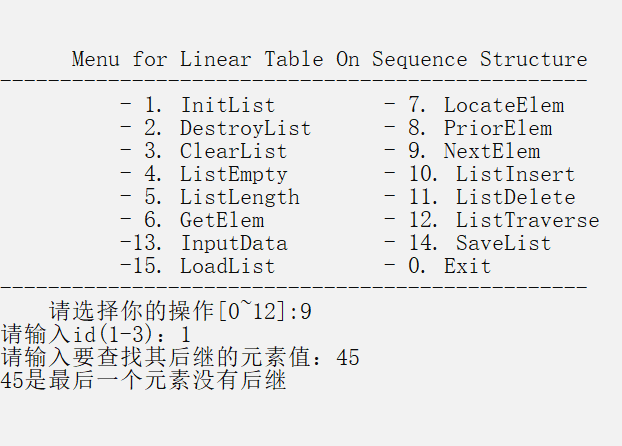 Menu for Linear Table On Sequence Structure
-------------------------------------------------
- 1. InitList - 7. LocateElem
- 2. DestroyList - 8. PriorElem
- 3. ClearList - 9. NextElem
- 4. ListEmpty - 10. ListInsert
- 5. ListLength - 11. ListDelete
- 6. GetElem - 12. ListTraverse
-13. InputData - 14. SaveList
-15. LoadList - 0. Exit
-------------------------------------------------
请选择你的操作[0~12]:9
请输入id(1-3)：1
请输入要查找其后继的元素值：45
45是最后一个元素没有后继